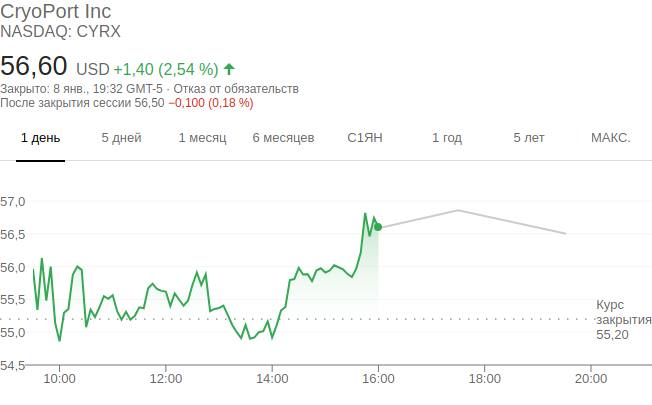 CryoPort Inc
NASDAQ: CYRX
56,60 USD +1,40 (2,54 %)
Закрыто: 8 янв., 19:32 GMT-5 · Отказ от обязательств
После закрытия сессии 56,50 −0,100 (0,18 %)
1 день 5 дней 1 месяц 6 месяцев С1ЯН 1 год 5 лет МАКС.
57,0
56,5
56,0
55,5
55,0
54,5
Курс
закрытия
55,20
10:00 12:00 14:00 16:00 18:00 20:00